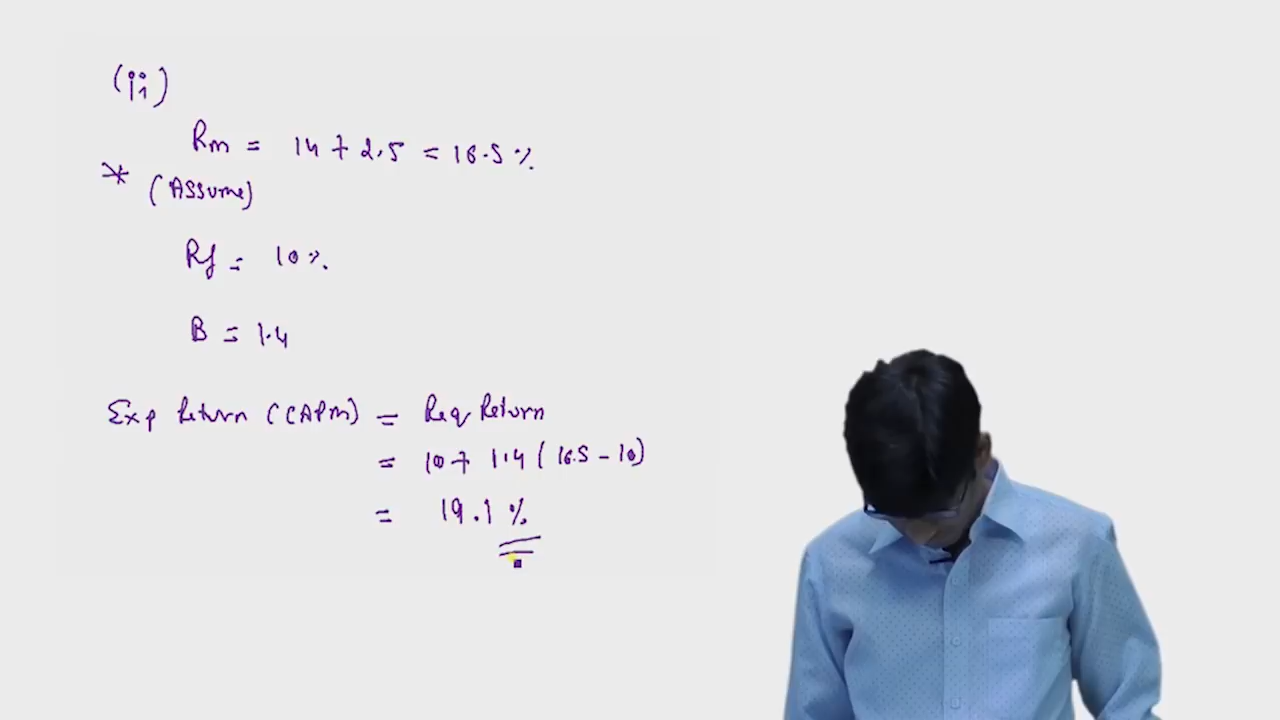 (ii)
Rm = 14 + 2.5 = 16.5 %
* (Assume)
Rf = 10 %
B = 1.4
Exp Return (CAPM) = Req Return
= 10 + 1.4 ( 16.5 - 10)
= 19.1 %